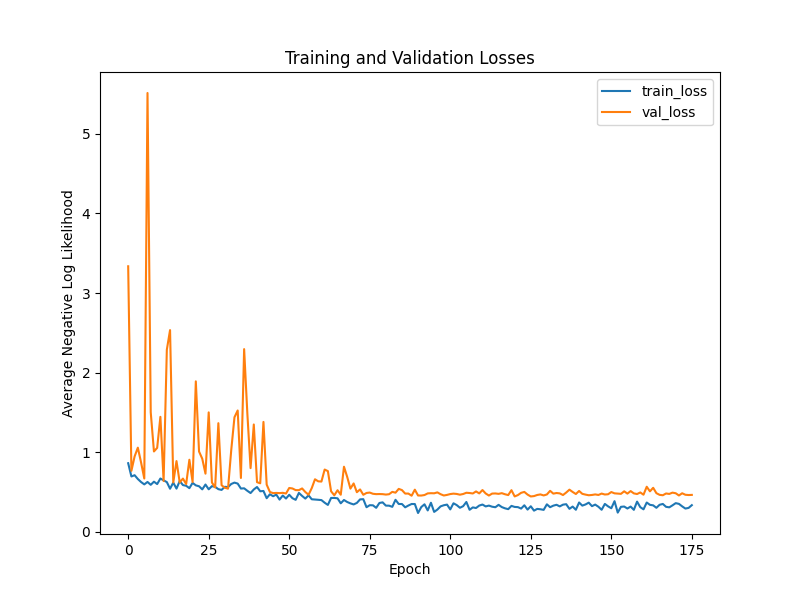 Training and Validation Losses
train_loss
val_loss
Average Negative Log Likelihood
5
4
3
2
1
0
0 25 50 75 100 125 150 175
Epoch